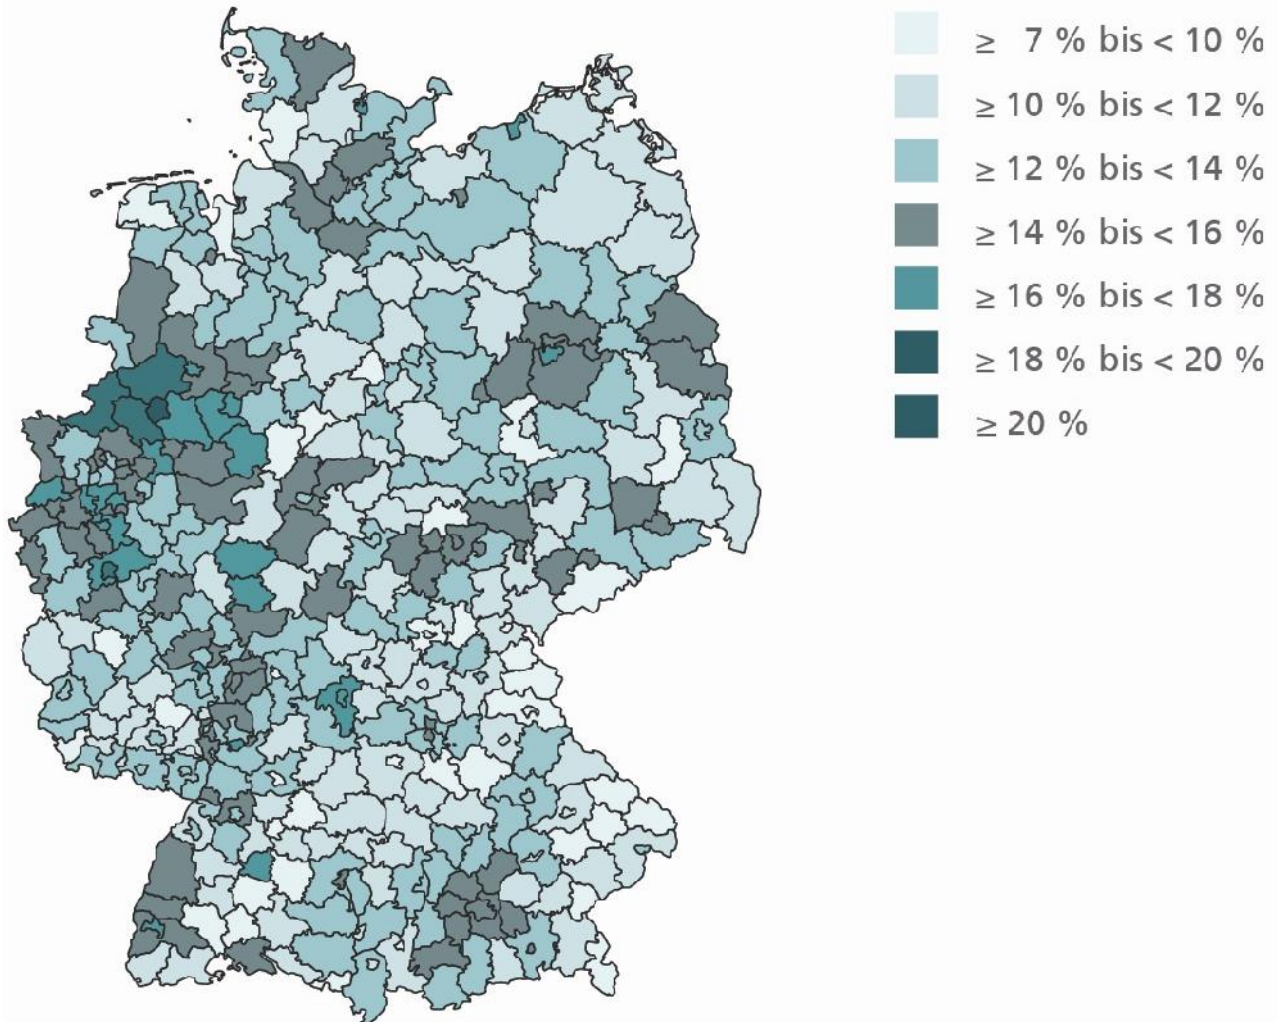 ≥ 7 % bis < 10 %
≥ 10 % bis < 12 %
≥ 12 % bis < 14 %
≥ 14 % bis < 16 %
≥ 16 % bis < 18 %
≥ 18 % bis < 20 %
≥ 20 %